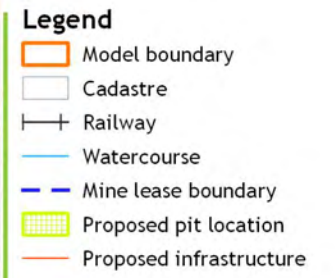 Legend
Model boundary
Cadastre
Railway
Watercourse
Mine lease boundary
Proposed pit location
Proposed infrastructure